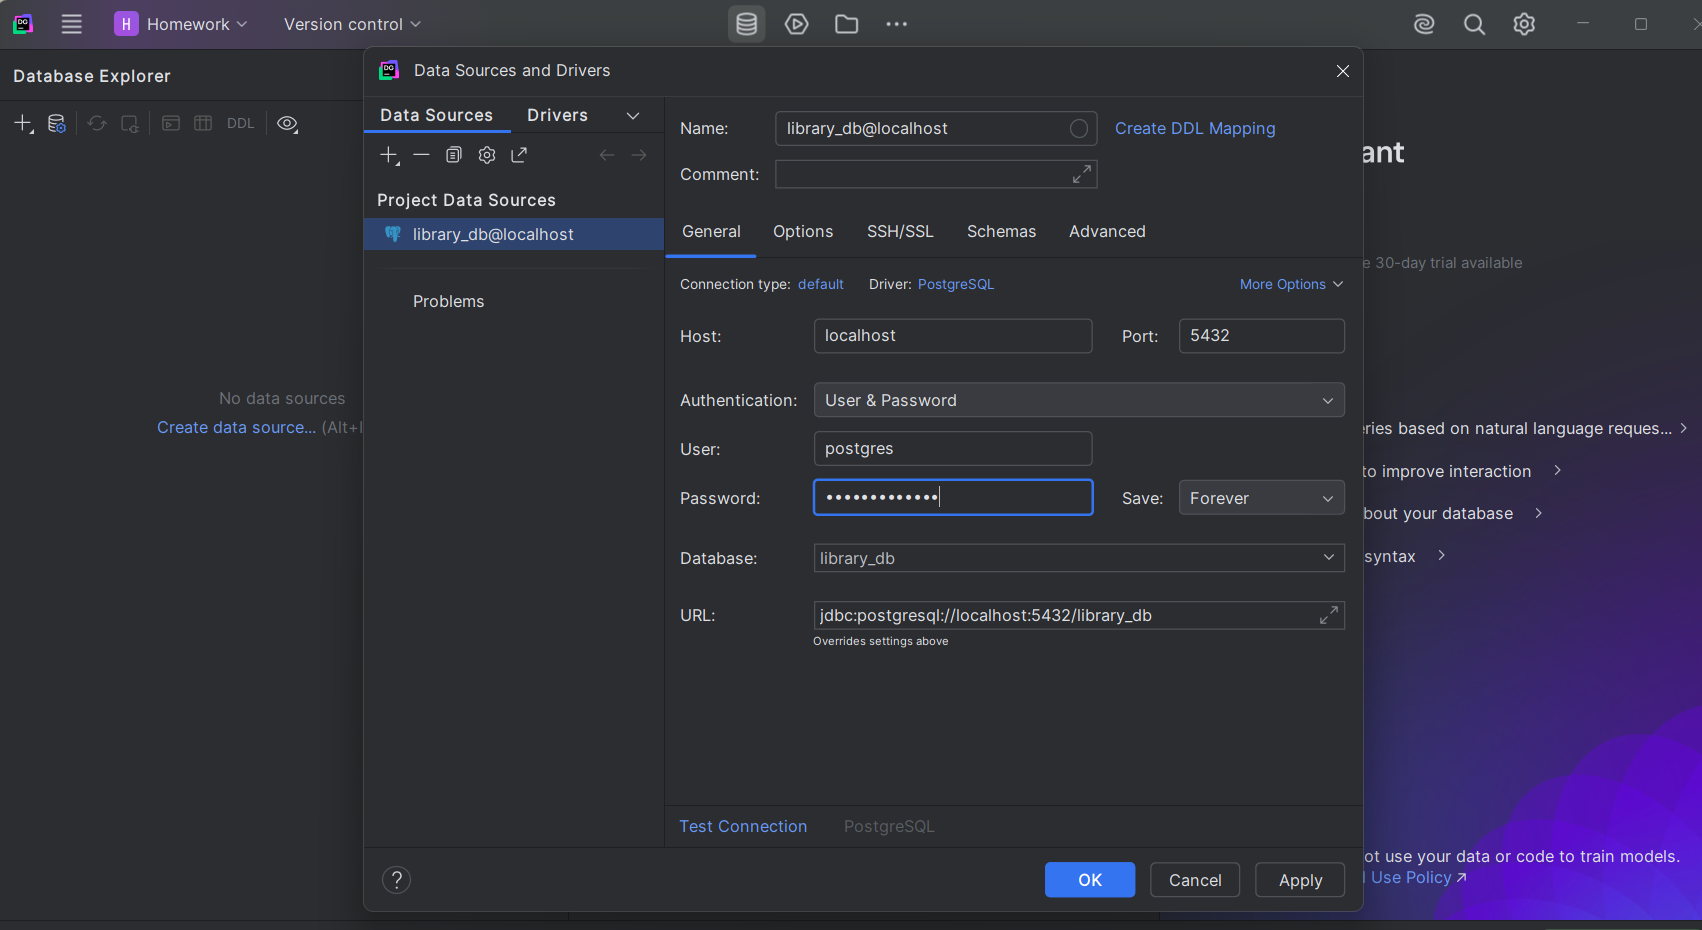 DG
H
Homework
Version control
Database Explorer
DDL
No data sources
Create data source... (Alt+I
DG
Data Sources and Drivers
Data Sources
Drivers
Project Data Sources
library_db@localhost
Problems
Name:
library_db@localhost
Create DDL Mapping
Comment:
General
Options
SSH/SSL
Schemas
Advanced
Connection type: default
Driver: PostgreSQL
More Options
Host:
localhost
Port:
5432
Authentication:
User & Password
User:
postgres
Password:
•••••••••••••
Save:
Forever
Database:
library_db
URL:
jdbc:postgresql://localhost:5432/library_db
Overrides settings above
Test Connection
PostgreSQL
?
OK
Cancel
Apply
ant
e 30-day trial available
eries based on natural language reques...
to improve interaction
bout your database
syntax
ot use your data or code to train models.
l Use Policy ↗